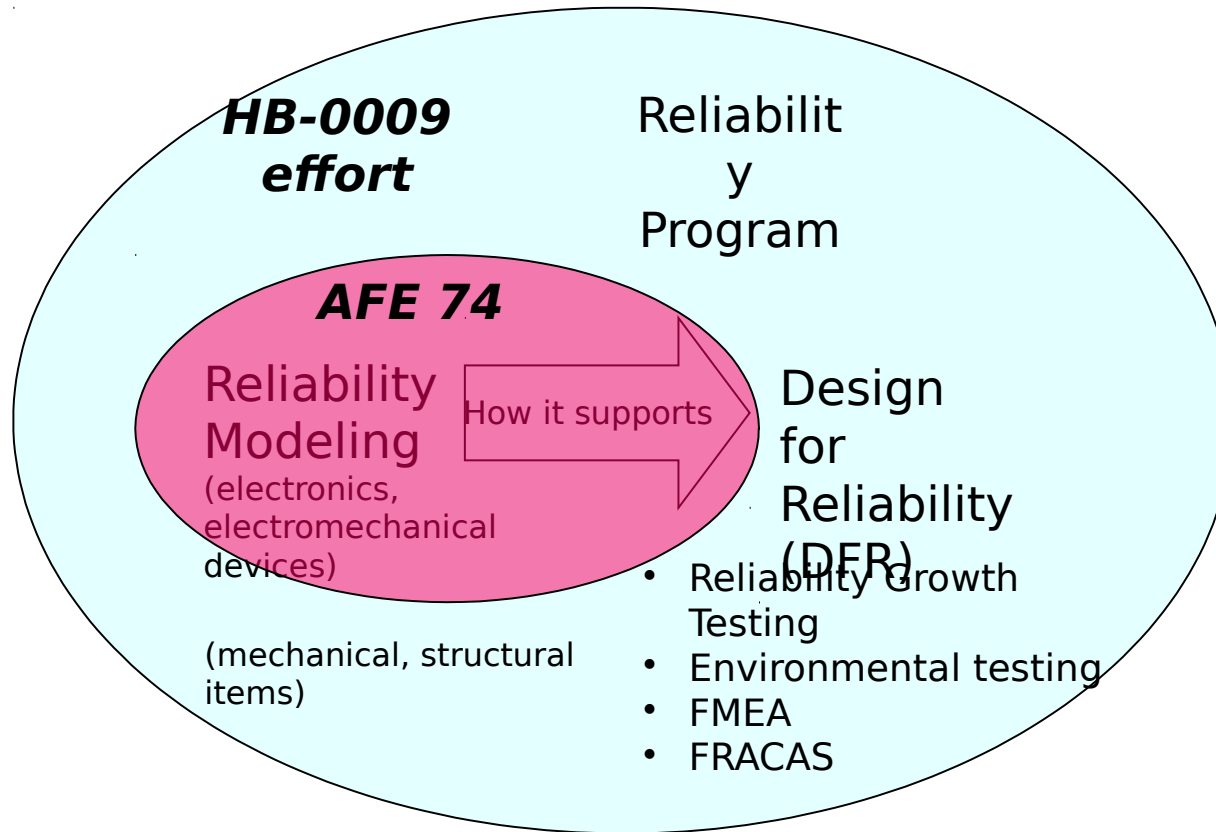 HB-0009
effort
Reliabilit
y
Program
AFE 74
Reliability
Modeling
(electronics,
electromechanical
devices)
How it supports
Design
for
Reliability
(DFR)
(mechanical, structural
items)
• Reliability Growth
Testing
• Environmental testing
• FMEA
• FRACAS